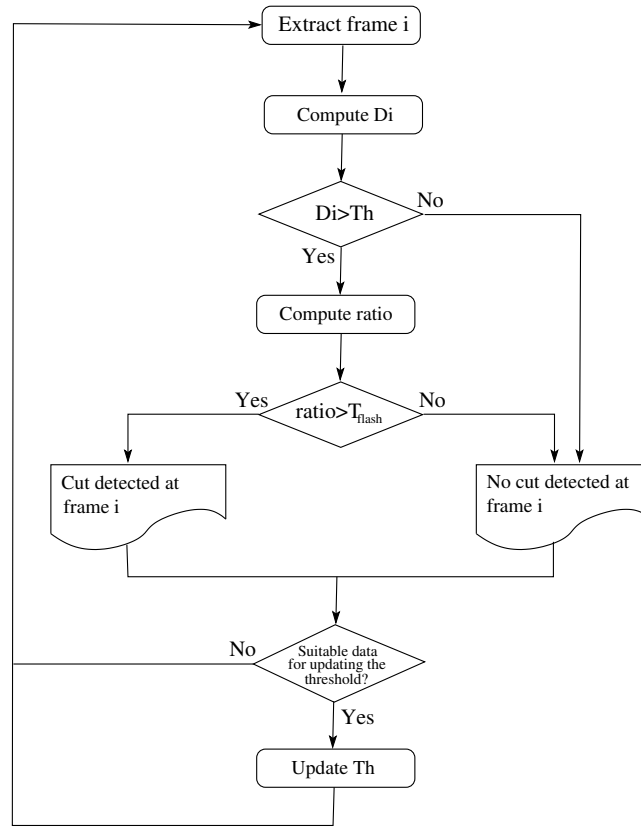 Extract frame i
Compute Di
Di>Th
No
Yes
Compute ratio
Yes
ratio>T_flash
No
Cut detected at
frame i
No cut detected at
frame i
No
Suitable data
for updating the
threshold?
Yes
Update Th